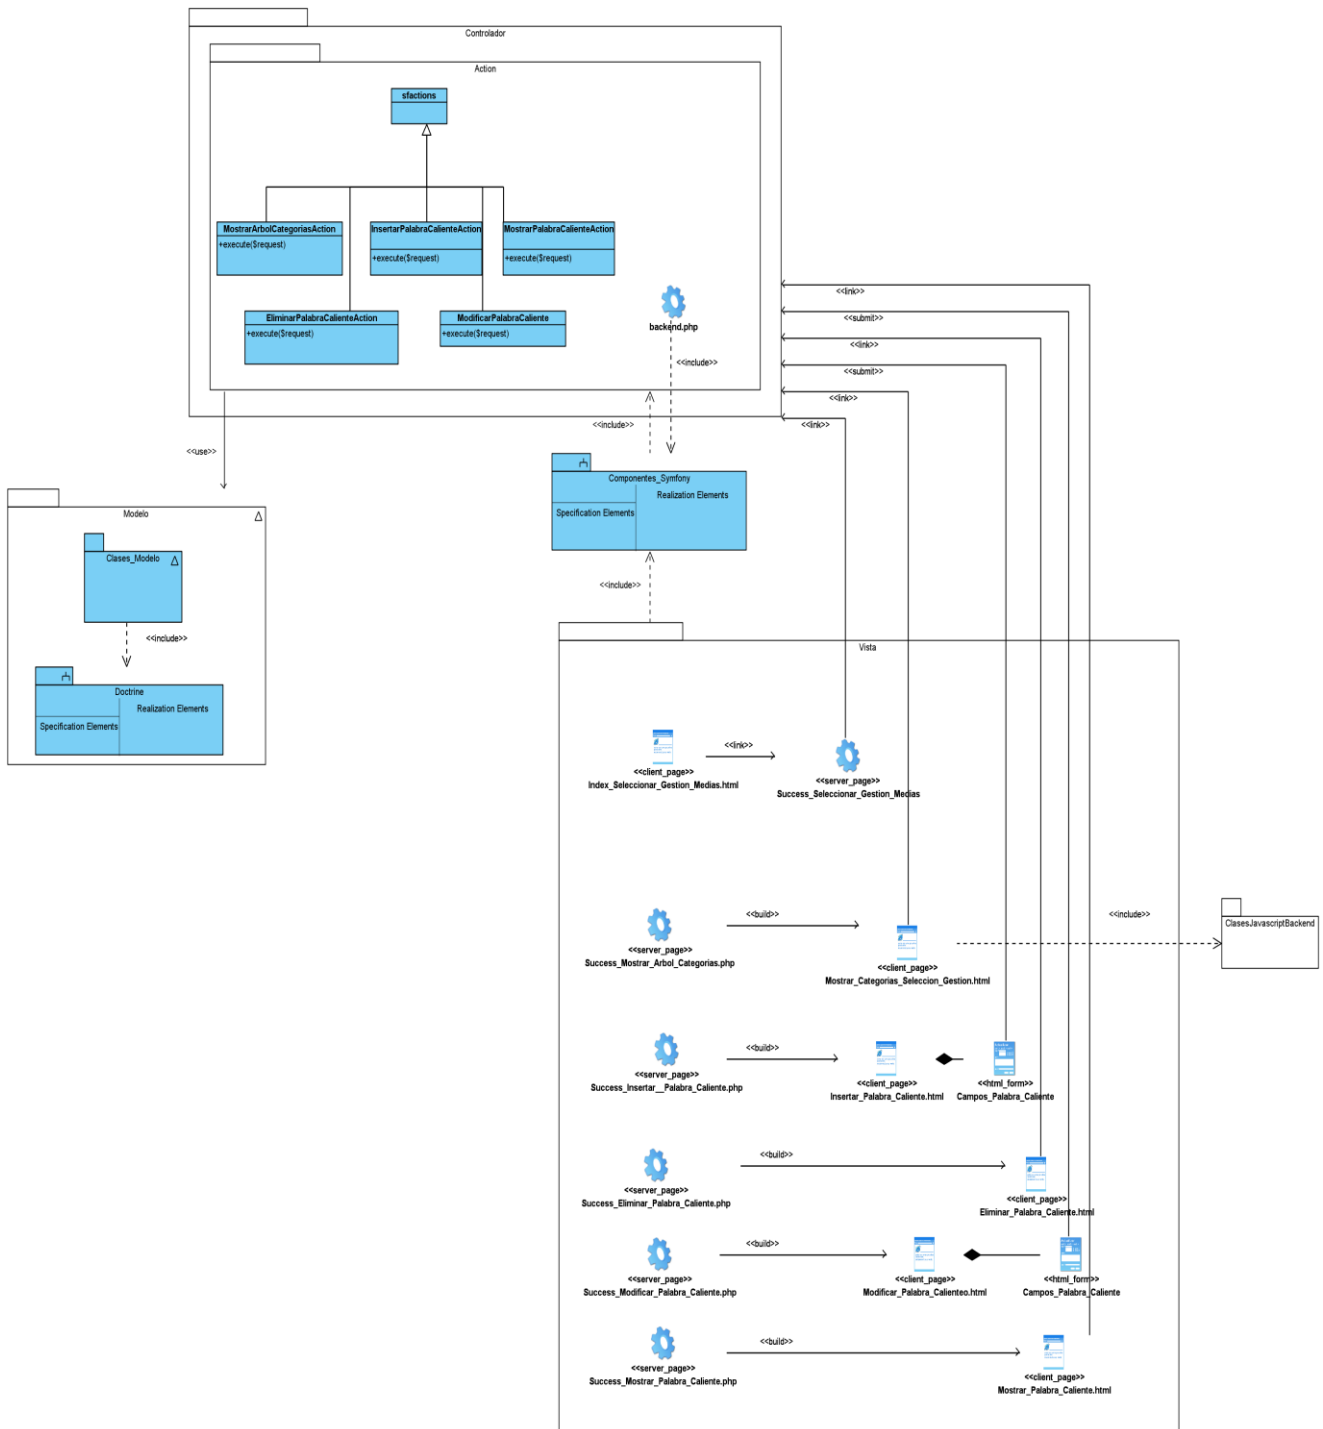 Controlador
Action
sfactions
MostrarArbolCategoriasAction
+execute($request)
InsertarPalabraCalienteAction
+execute($request)
MostrarPalabraCalienteAction
+execute($request)
EliminarPalabraCalienteAction
+execute($request)
ModificarPalabraCaliente
+execute($request)
backend.php
<<include>>
<<link>>
<<submit>>
<<link>>
<<submit>>
<<link>>
<<link>>
<<include>>
<<use>>
Componentes_Symfony
Realization Elements
Specification Elements
Modelo
Clases_Modelo
<<include>>
Doctrine
Realization Elements
Specification Elements
<<include>>
Vista
<<client_page>>
Index_Seleccionar_Gestion_Medias.html
<<link>>
<<server_page>>
Success_Seleccionar_Gestion_Medias
<<server_page>>
Success_Mostrar_Arbol_Categorias.php
<<build>>
<<client_page>>
Mostrar_Categorias_Seleccion_Gestion.html
<<include>>
ClasesJavascriptBackend
<<server_page>>
Success_Insertar__Palabra_Caliente.php
<<build>>
<<client_page>>
Insertar_Palabra_Caliente.html
<<html_form>>
Campos_Palabra_Caliente
<<server_page>>
Success_Eliminar_Palabra_Caliente.php
<<build>>
<<client_page>>
Eliminar_Palabra_Caliente.html
<<server_page>>
Success_Modificar_Palabra_Caliente.php
<<build>>
<<client_page>>
Modificar_Palabra_Calienteo.html
<<html_form>>
Campos_Palabra_Caliente
<<server_page>>
Success_Mostrar_Palabra_Caliente.php
<<build>>
<<client_page>>
Mostrar_Palabra_Caliente.html